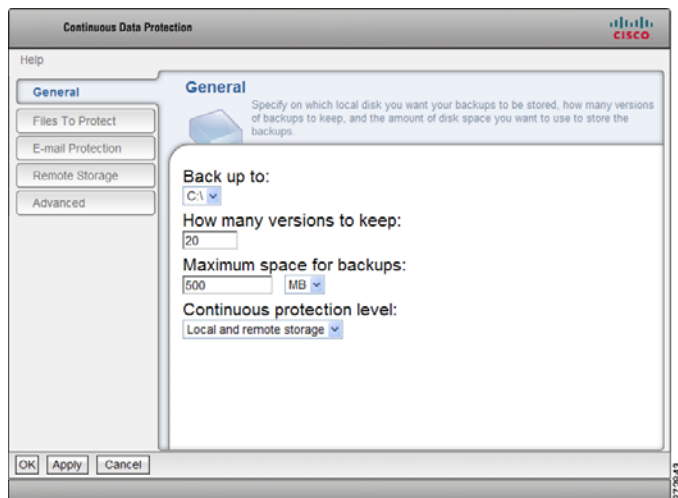 Continuous Data Protection
CISCO
Help
General
Files To Protect
E-mail Protection
Remote Storage
Advanced
General
Specify on which local disk you want your backups to be stored, how many versions
of backups to keep, and the amount of disk space you want to use to store the
backups.
Back up to:
C:\
How many versions to keep:
20
Maximum space for backups:
500 MB
Continuous protection level:
Local and remote storage
OK Apply Cancel